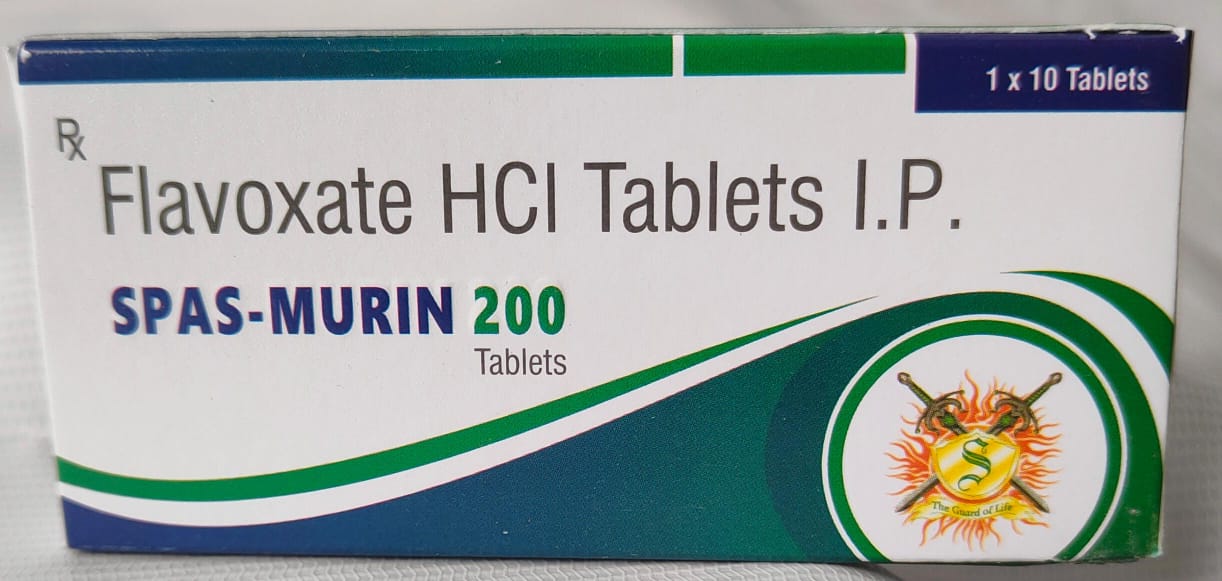 1 x 10 Tablets
Rx
Flavoxate HCl Tablets I.P.
SPAS-MURIN 200
Tablets
S
The Guard of Life